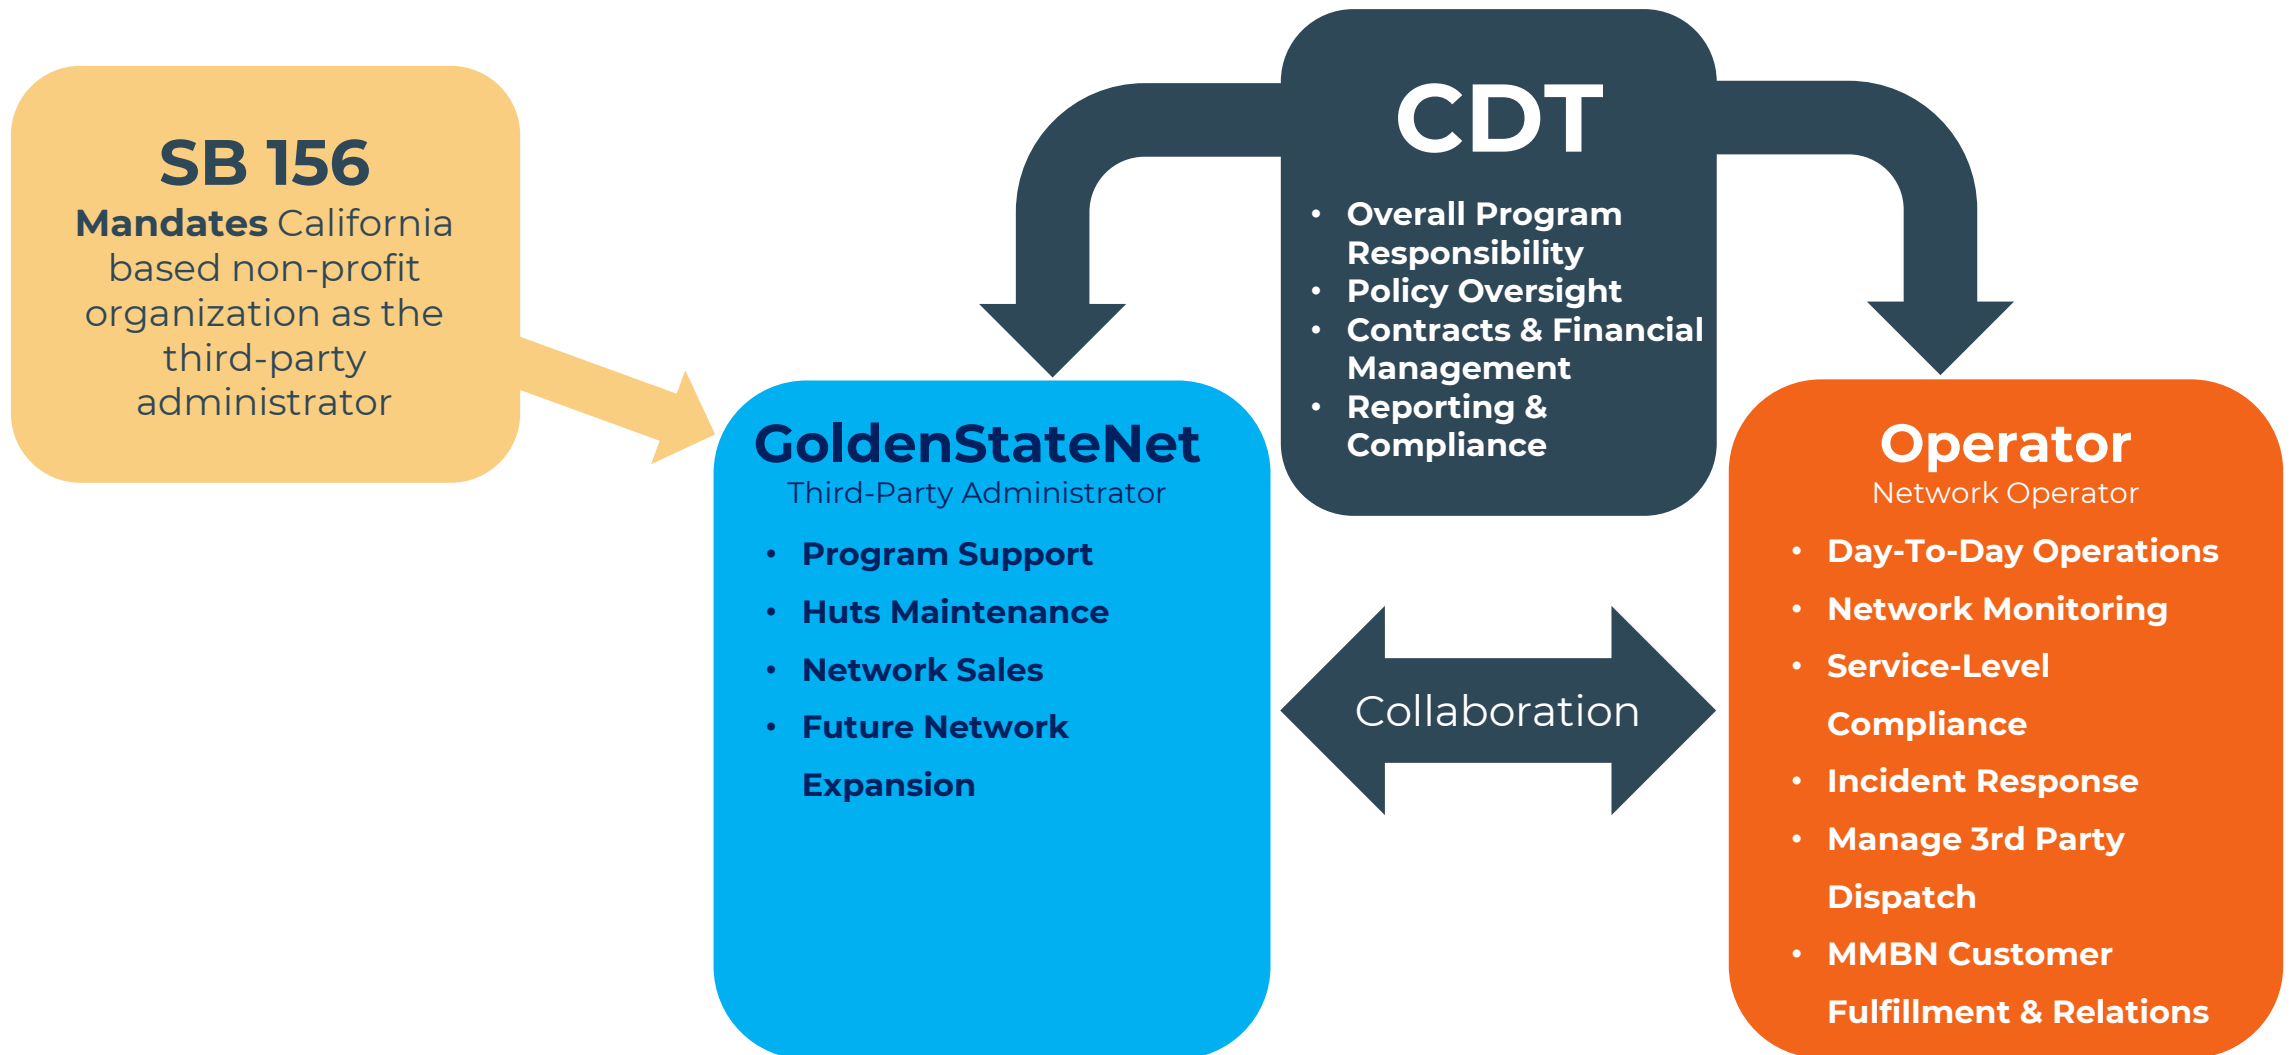 SB 156
Mandates California
based non-profit
organization as the
third-party
administrator
CDT
• Overall Program
Responsibility
• Policy Oversight
• Contracts & Financial
Management
• Reporting &
Compliance
GoldenStateNet
Third-Party Administrator
• Program Support
• Huts Maintenance
• Network Sales
• Future Network
Expansion
Collaboration
Operator
Network Operator
• Day-To-Day Operations
• Network Monitoring
• Service-Level
Compliance
• Incident Response
• Manage 3rd Party
Dispatch
• MMBN Customer
Fulfillment & Relations